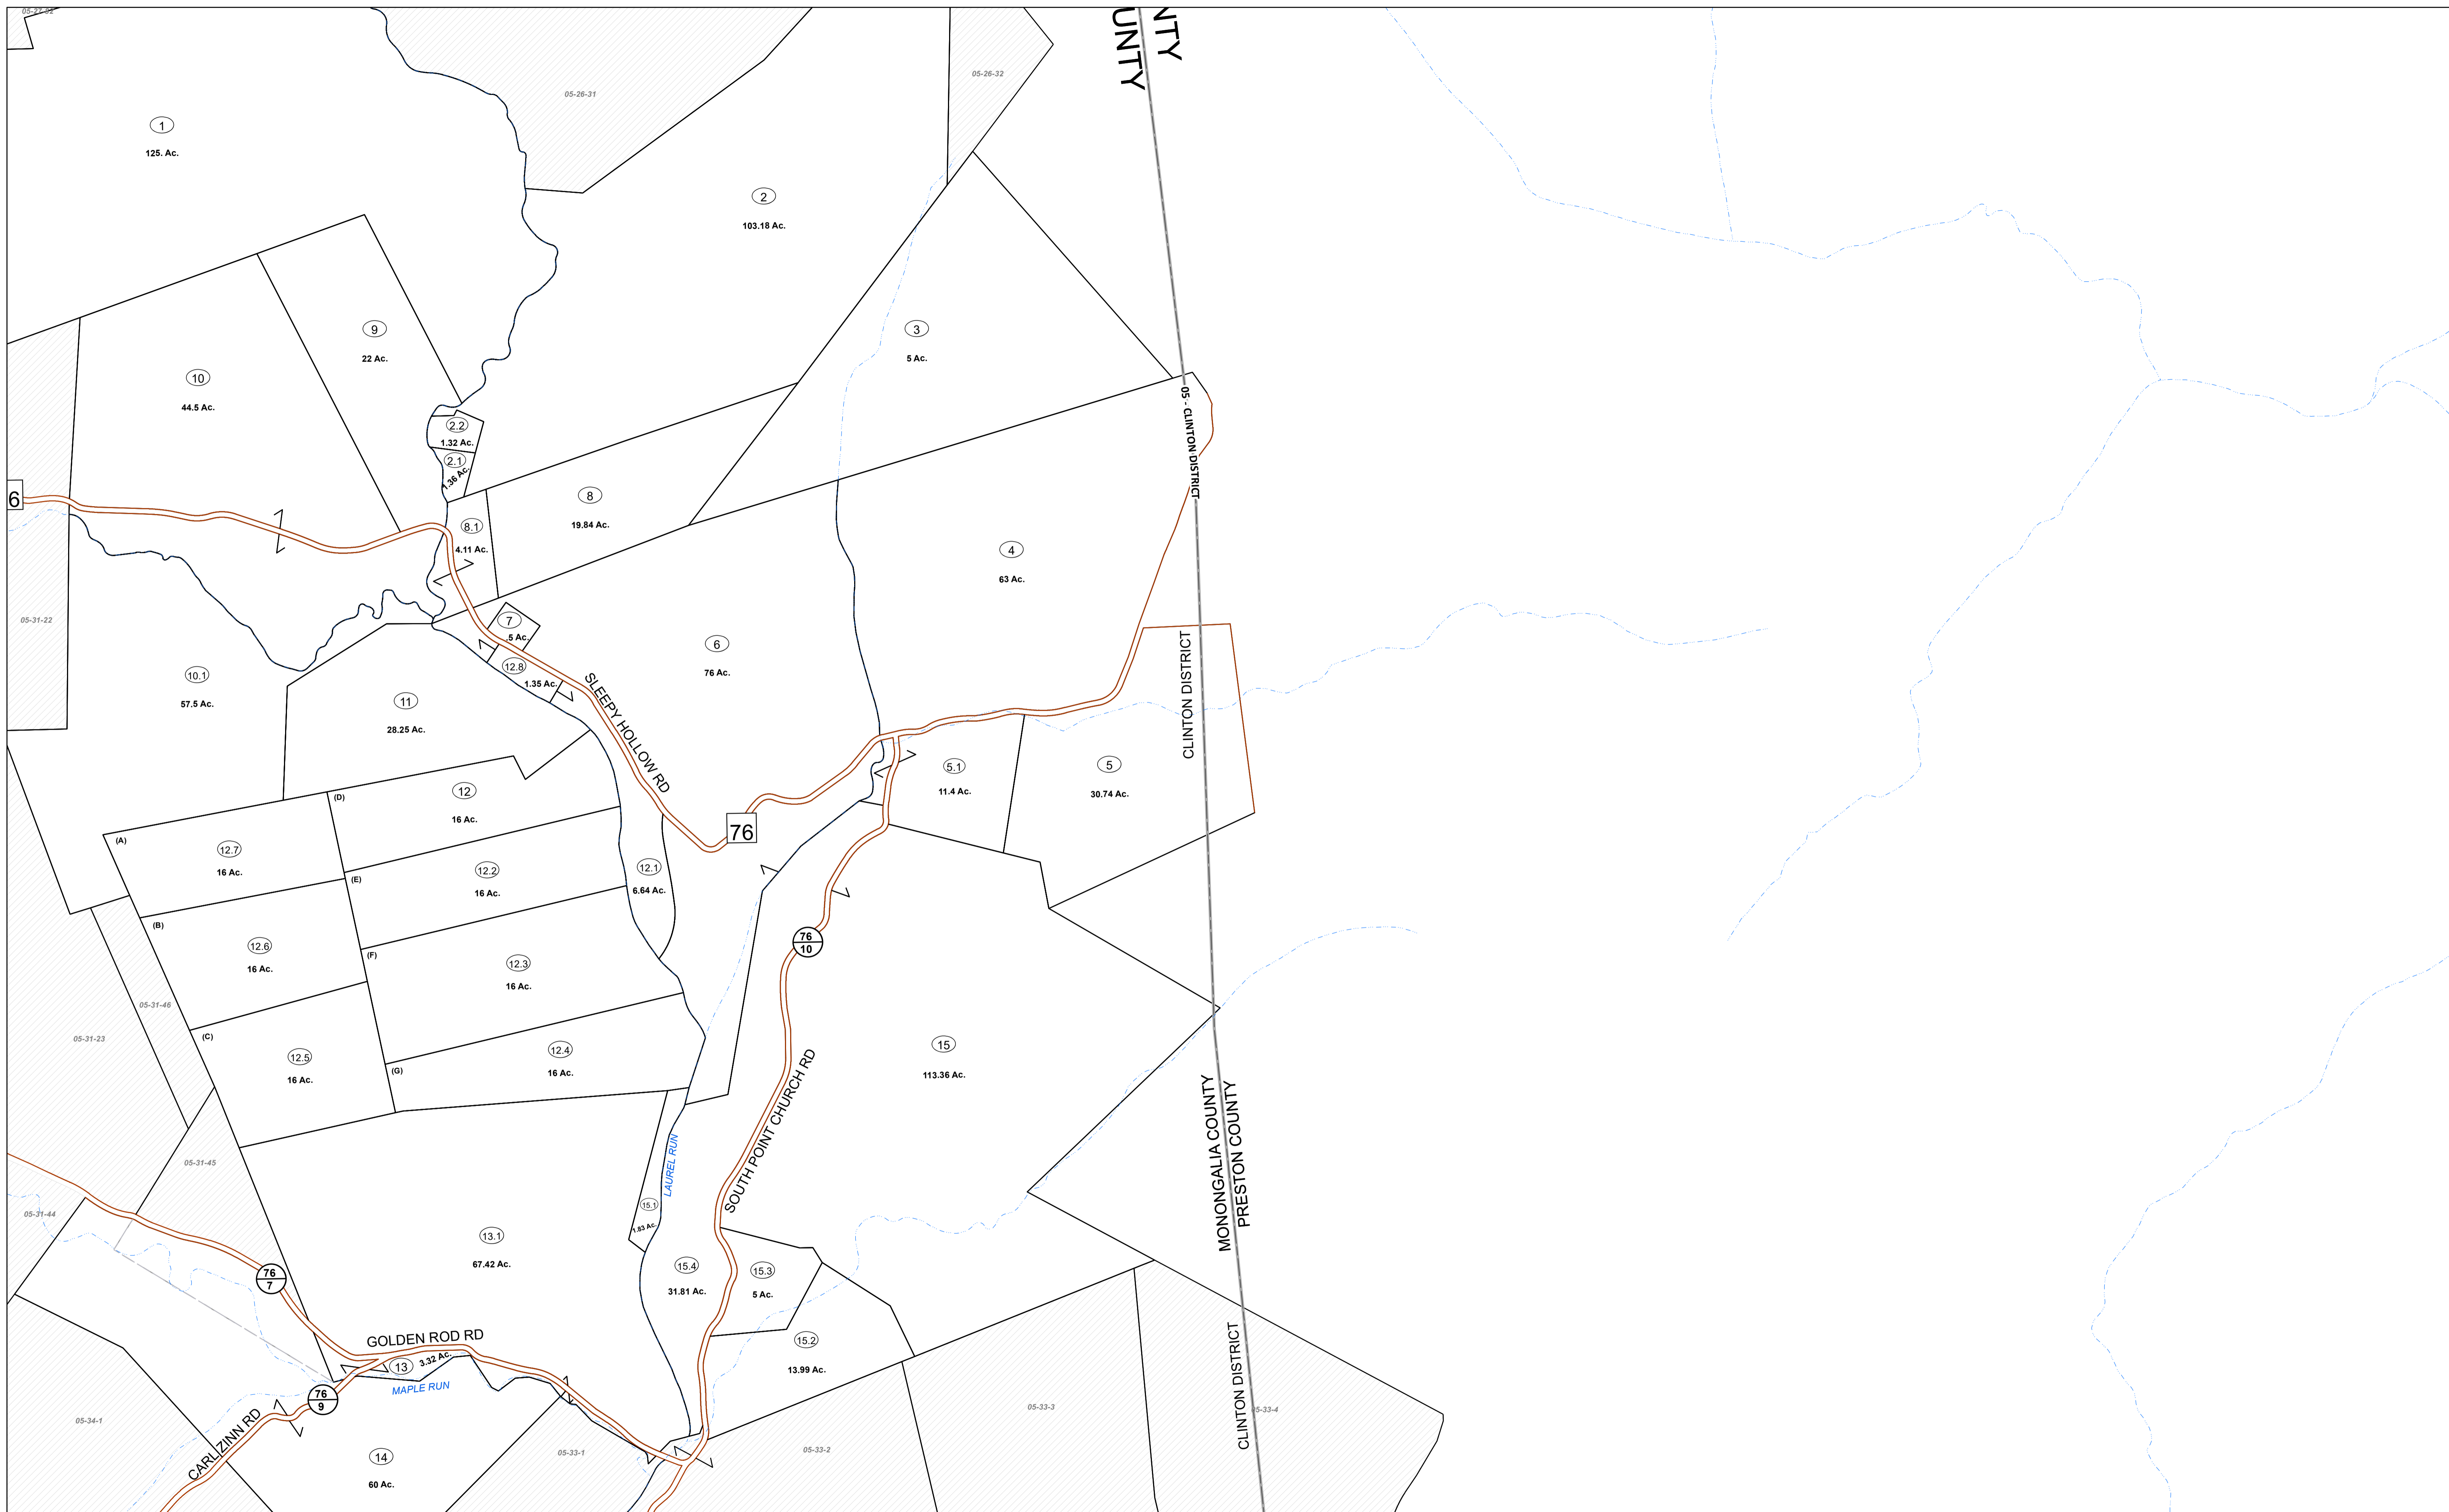 05-27-32
UNTY
NTY
05-26-31
05-26-32
1
125. Ac.
2
103.18 Ac.
3
5 Ac.
9
22 Ac.
10
44.5 Ac.
2.2
1.32 Ac.
2.1
1.36 Ac.
05 - CLINTON DISTRICT
6
8
19.84 Ac.
8.1
4.11 Ac.
4
63 Ac.
05-31-22
7
.5 Ac.
6
76 Ac.
12.8
1.35 Ac.
SLEEPY HOLLOW RD
CLINTON DISTRICT
10.1
57.5 Ac.
11
28.25 Ac.
5.1
11.4 Ac.
5
30.74 Ac.
(D)
12
16 Ac.
76
(A)
12.7
16 Ac.
(E)
12.2
16 Ac.
12.1
6.64 Ac.
(B)
12.6
16 Ac.
(F)
12.3
16 Ac.
76
10
05-31-46
05-31-23
(C)
12.5
16 Ac.
(G)
12.4
16 Ac.
15
113.36 Ac.
SOUTH POINT CHURCH RD
MONONGALIA COUNTY
PRESTON COUNTY
LAUREL RUN
05-31-45
05-31-44
15.1
1.83 Ac.
13.1
67.42 Ac.
15.4
31.81 Ac.
15.3
5 Ac.
76
7
GOLDEN ROD RD
13
3.32 Ac.
MAPLE RUN
15.2
13.99 Ac.
CLINTON DISTRICT
76
9
CARL ZINN RD
05-34-1
14
60 Ac.
05-33-1
05-33-2
05-33-3
05-33-4